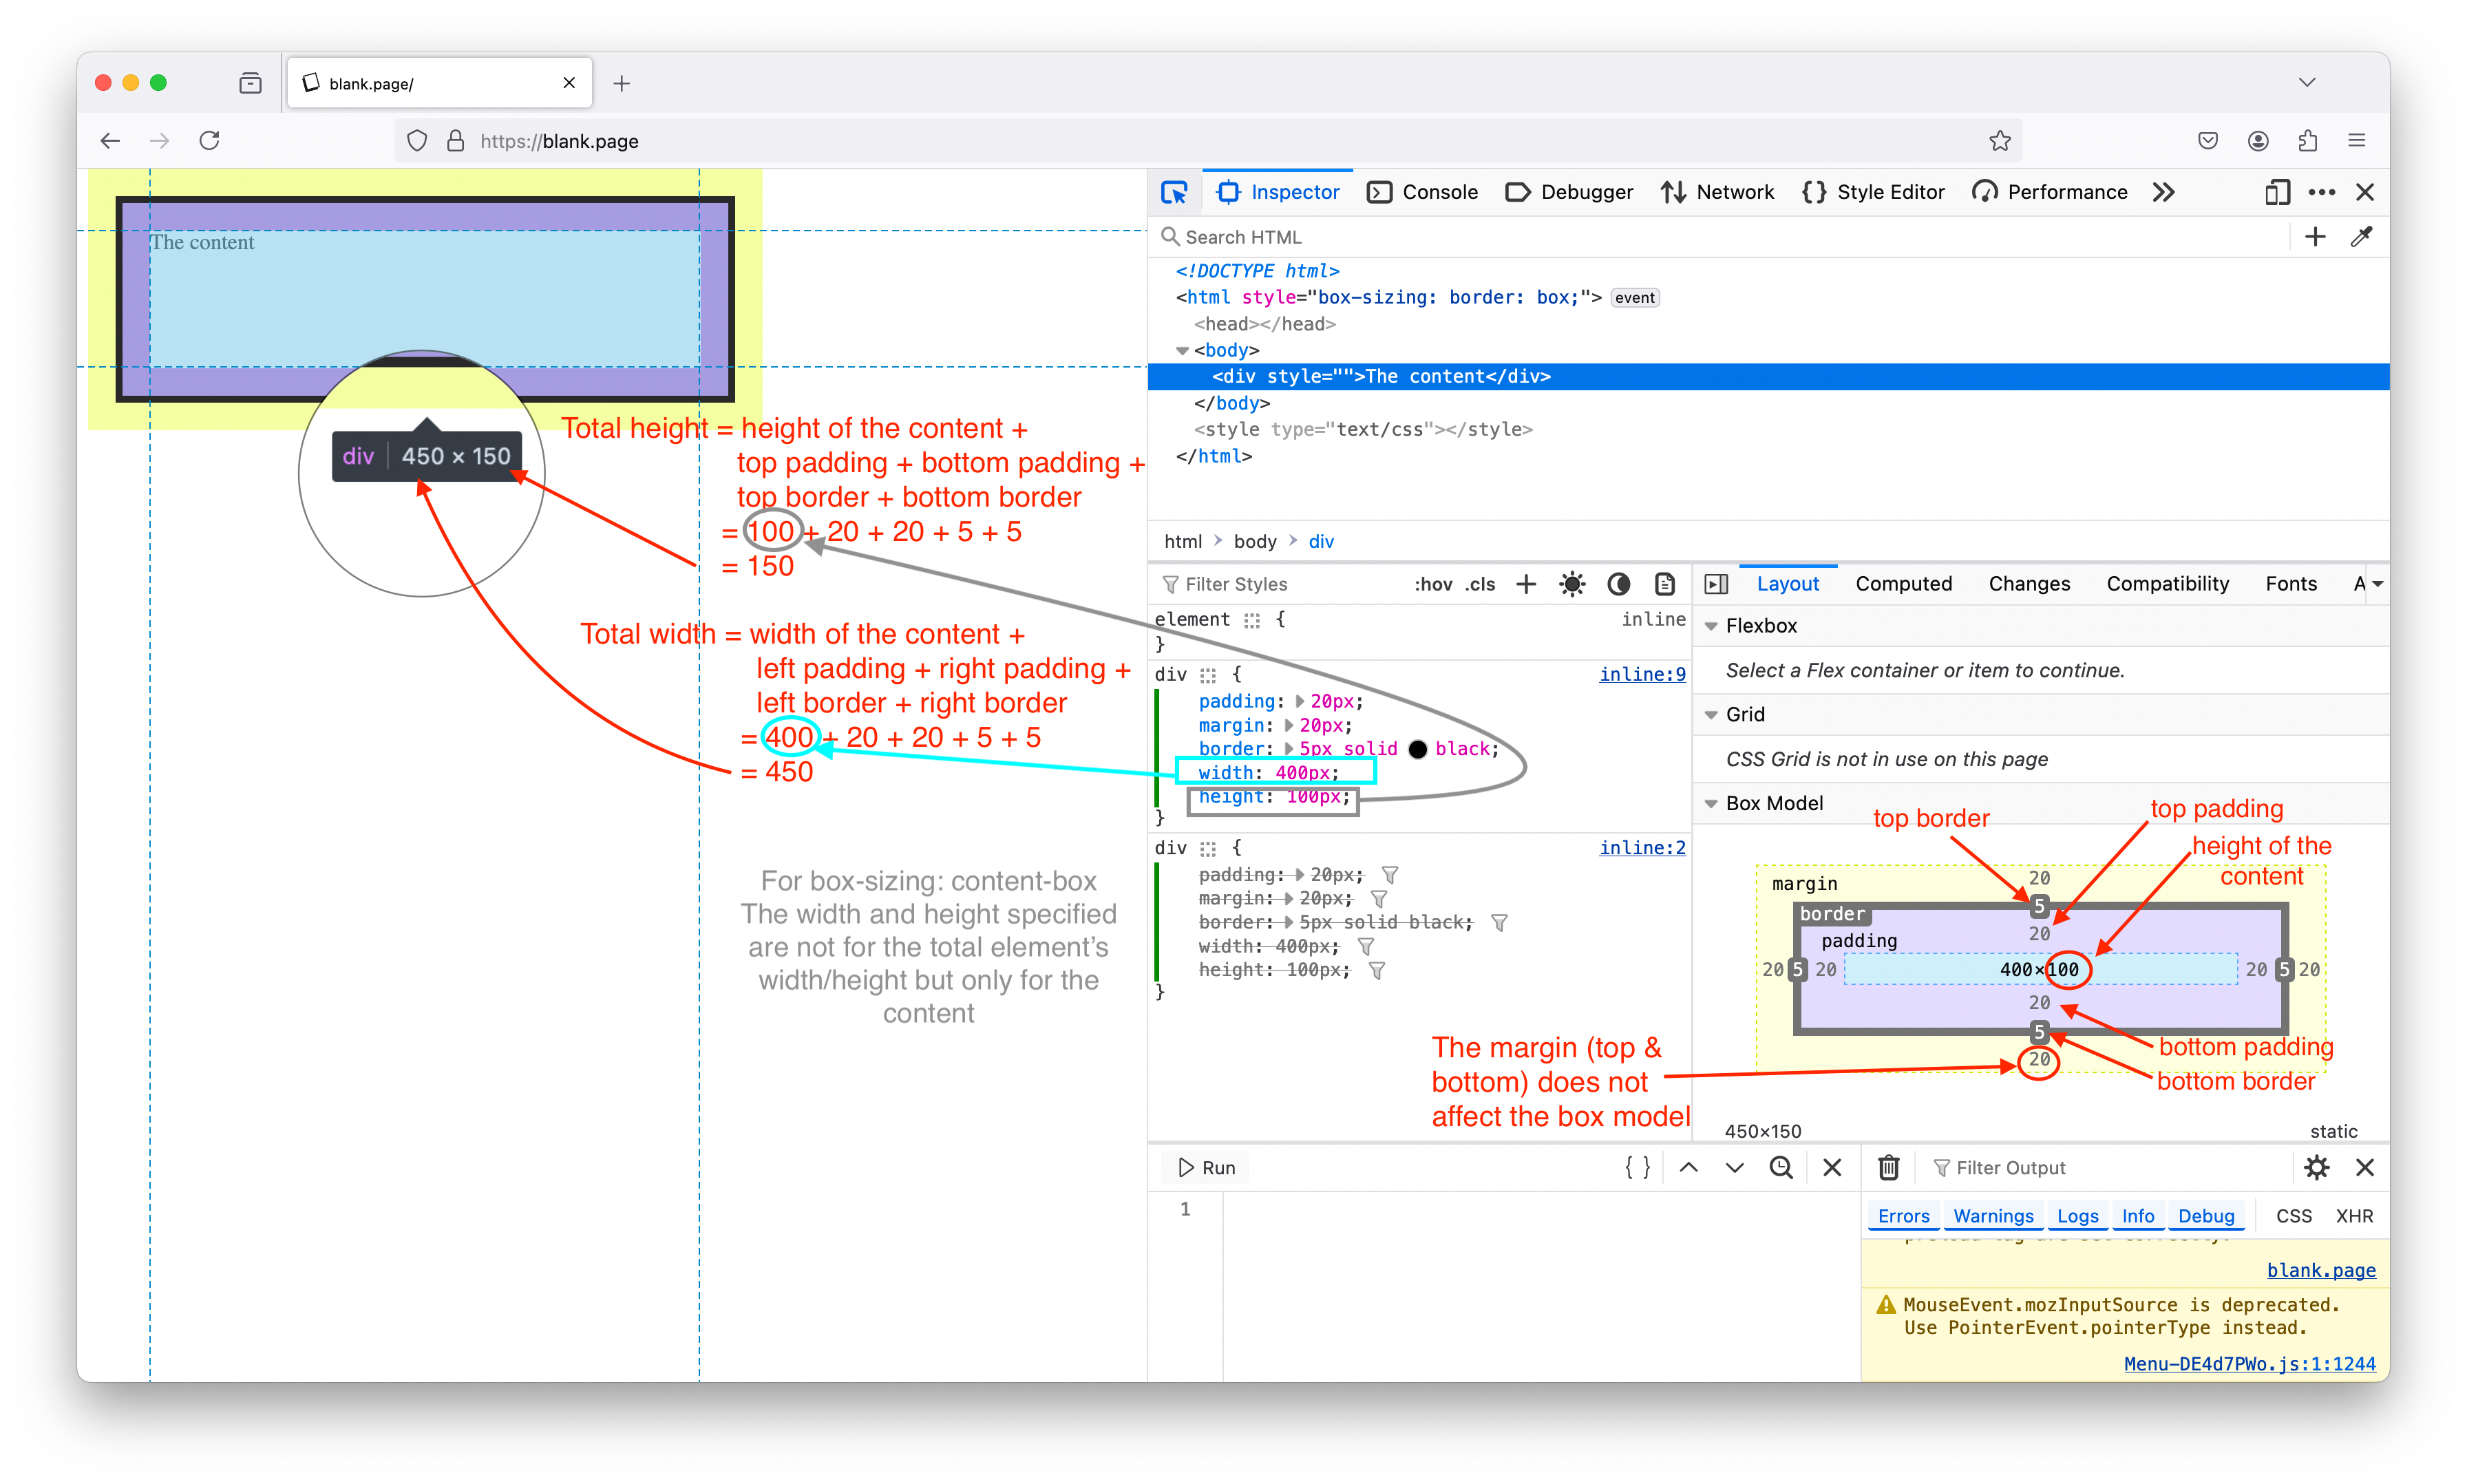 blank.page/
https://blank.page
The content
div 450 × 150
Total height = height of the content +
top padding + bottom padding +
top border + bottom border
= 100 + 20 + 20 + 5 + 5
= 150
Total width = width of the content +
left padding + right padding +
left border + right border
= 400 + 20 + 20 + 5 + 5
= 450
For box-sizing: content-box
The width and height specified
are not for the total element’s
width/height but only for the
content
Inspector Console Debugger Network {} Style Editor Performance
Search HTML
<!DOCTYPE html>
<html style="box-sizing: border: box;"> event
<head></head>
<body>
<div style="">The content</div>
</body>
<style type="text/css"></style>
</html>
html > body > div
Filter Styles :hov .cls
element { inline
}
div { inline:9
padding: 20px;
margin: 20px;
border: 5px solid black;
width: 400px;
height: 100px;
}
div { inline:2
padding: 20px;
margin: 20px;
border: 5px solid black;
width: 400px;
height: 100px;
}
The margin (top &
bottom) does not
affect the box model
Layout Computed Changes Compatibility Fonts A
Flexbox
Select a Flex container or item to continue.
Grid
CSS Grid is not in use on this page
Box Model
top border
top padding
height of the
content
margin 20
border 5
padding 20
20 5 20 400×100 20 5 20
20
5
20
bottom padding
bottom border
450×150 static
Run { }
1
Filter Output
Errors Warnings Logs Info Debug CSS XHR
blank.page
MouseEvent.mozInputSource is deprecated.
Use PointerEvent.pointerType instead.
Menu-DE4d7PWo.js:1:1244